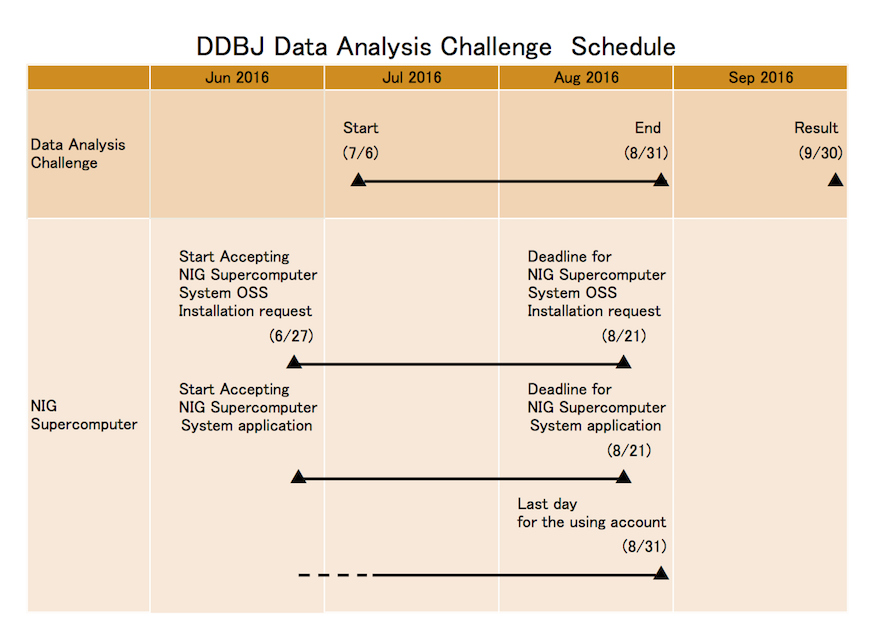 DDBJ Data Analysis Challenge Schedule
Jun 2016 Jul 2016 Aug 2016 Sep 2016
Data Analysis
Challenge
Start
(7/6)
End
(8/31)
Result
(9/30)
NIG
Supercomputer
Start Accepting
NIG Supercomputer
System OSS
Installation request
(6/27)
Deadline for
NIG Supercomputer
System OSS
Installation request
(8/21)
Start Accepting
NIG Supercomputer
System application
Deadline for
NIG Supercomputer
System application
(8/21)
Last day
for the using account
(8/31)